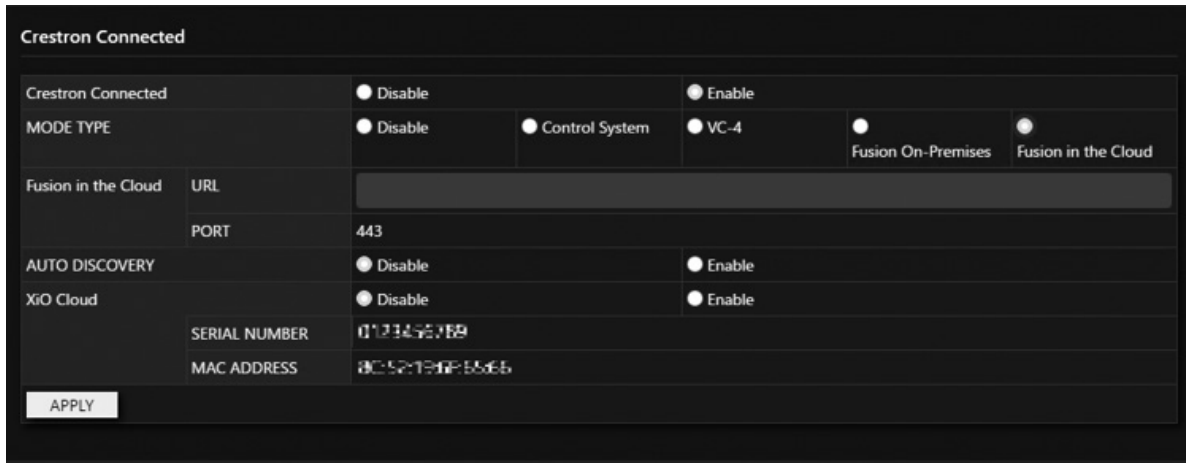 Crestron Connected
Crestron Connected Disable Enable
MODE TYPE Disable Control System VC-4 Fusion On-Premises Fusion in the Cloud
Fusion in the Cloud URL
PORT 443
AUTO DISCOVERY Disable Enable
XiO Cloud Disable Enable
SERIAL NUMBER
MAC ADDRESS
APPLY